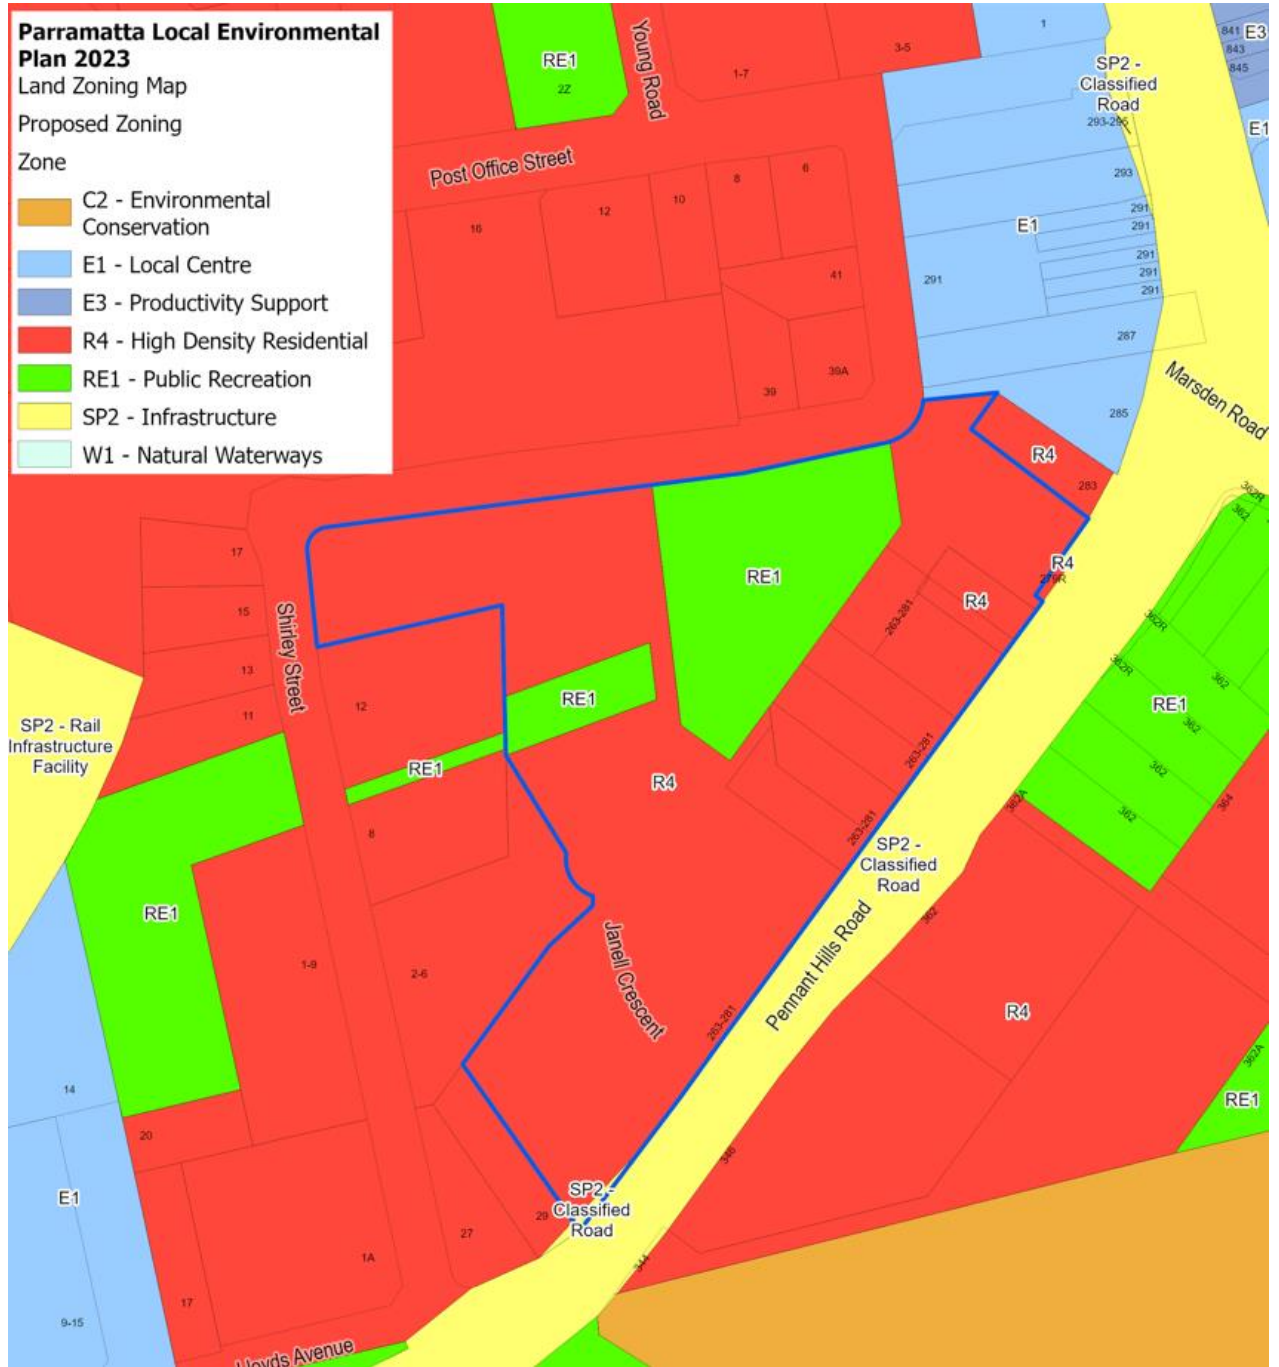 Parramatta Local Environmental
Plan 2023
Land Zoning Map
Proposed Zoning
Zone
C2 - Environmental
Conservation
E1 - Local Centre
E3 - Productivity Support
R4 - High Density Residential
RE1 - Public Recreation
SP2 - Infrastructure
W1 - Natural Waterways
RE1
2Z
Young Road
1-7
3-5
1
SP2 -
Classified
Road
293-295
841
843
845
E3
E1
Post Office Street
16
12
10
8
6
41
39
39A
293
291
291
E1
291
291
291
291
287
285
Marsden Road
R4
283
R4
279R
362R
362
RE1
R4
263-281
17
15
13
11
Shirley Street
12
RE1
RE1
8
R4
263-281
263-281
362R
362R
362
362
362
362
RE1
364
362A
SP2 - Rail
Infrastructure
Facility
SP2 -
Classified
Road
362
Pennant Hills Road
RE1
1-9
2-6
Janell Crescent
263-281
R4
362A
RE1
14
20
E1
346
SP2 -
Classified
Road
29
27
1A
344
17
9-15
Lloyds Avenue